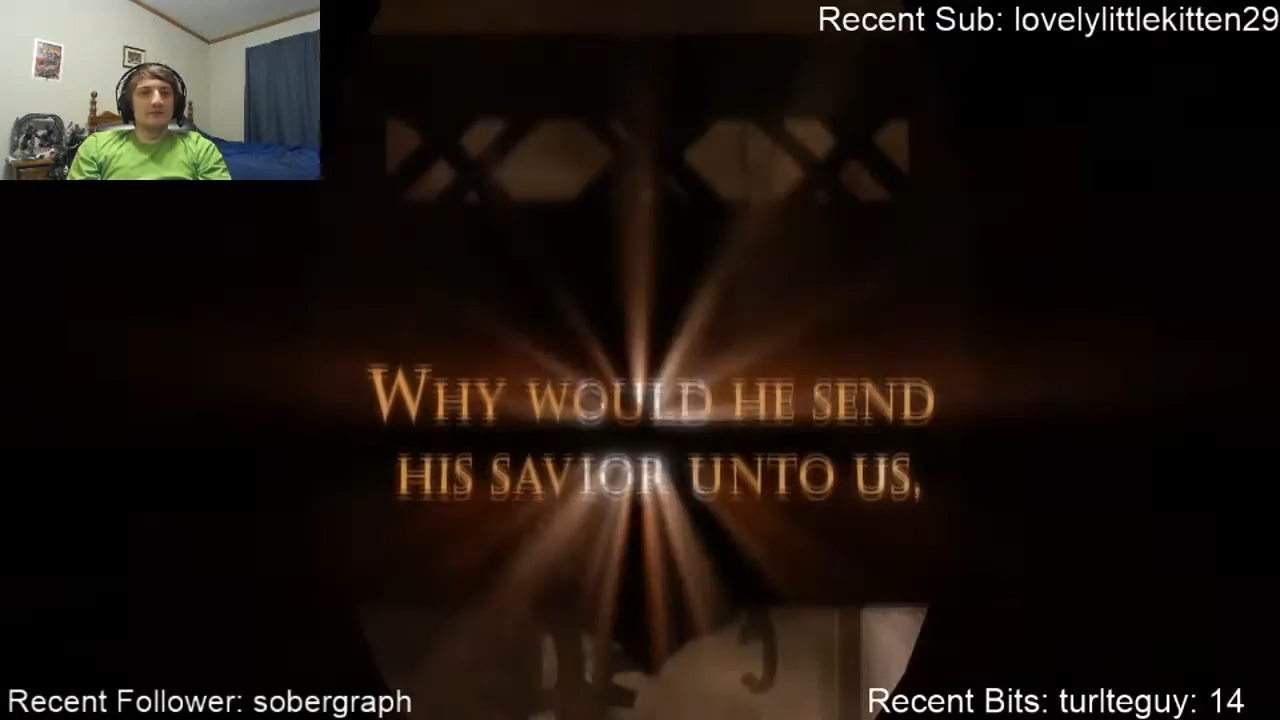 Recent Sub: lovelylittlekitten29
WHY WOULD HE SEND
HIS SAVIOR UNTO US,
Recent Follower: sobergraph
Recent Bits: turlteguy: 14